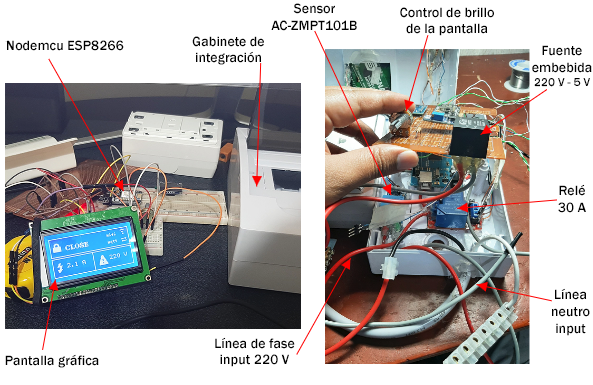 Sensor
AC-ZMPT101B
Control de brillo
de la pantalla
Nodemcu ESP8266
Gabinete de
integración
Fuente
embebida
220 V - 5 V
Relé
30 A
CLOSE
2.1 A
220 V
Línea
neutro
input
Línea de fase
input 220 V
Pantalla gráfica